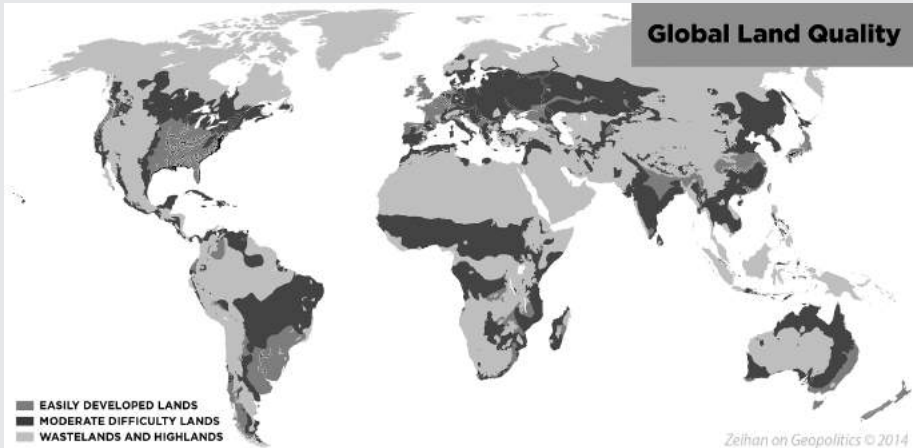 Global Land Quality
EASILY DEVELOPED LANDS
MODERATE DIFFICULTY LANDS
WASTELANDS AND HIGHLANDS
Zeihan on Geopolitics © 2014